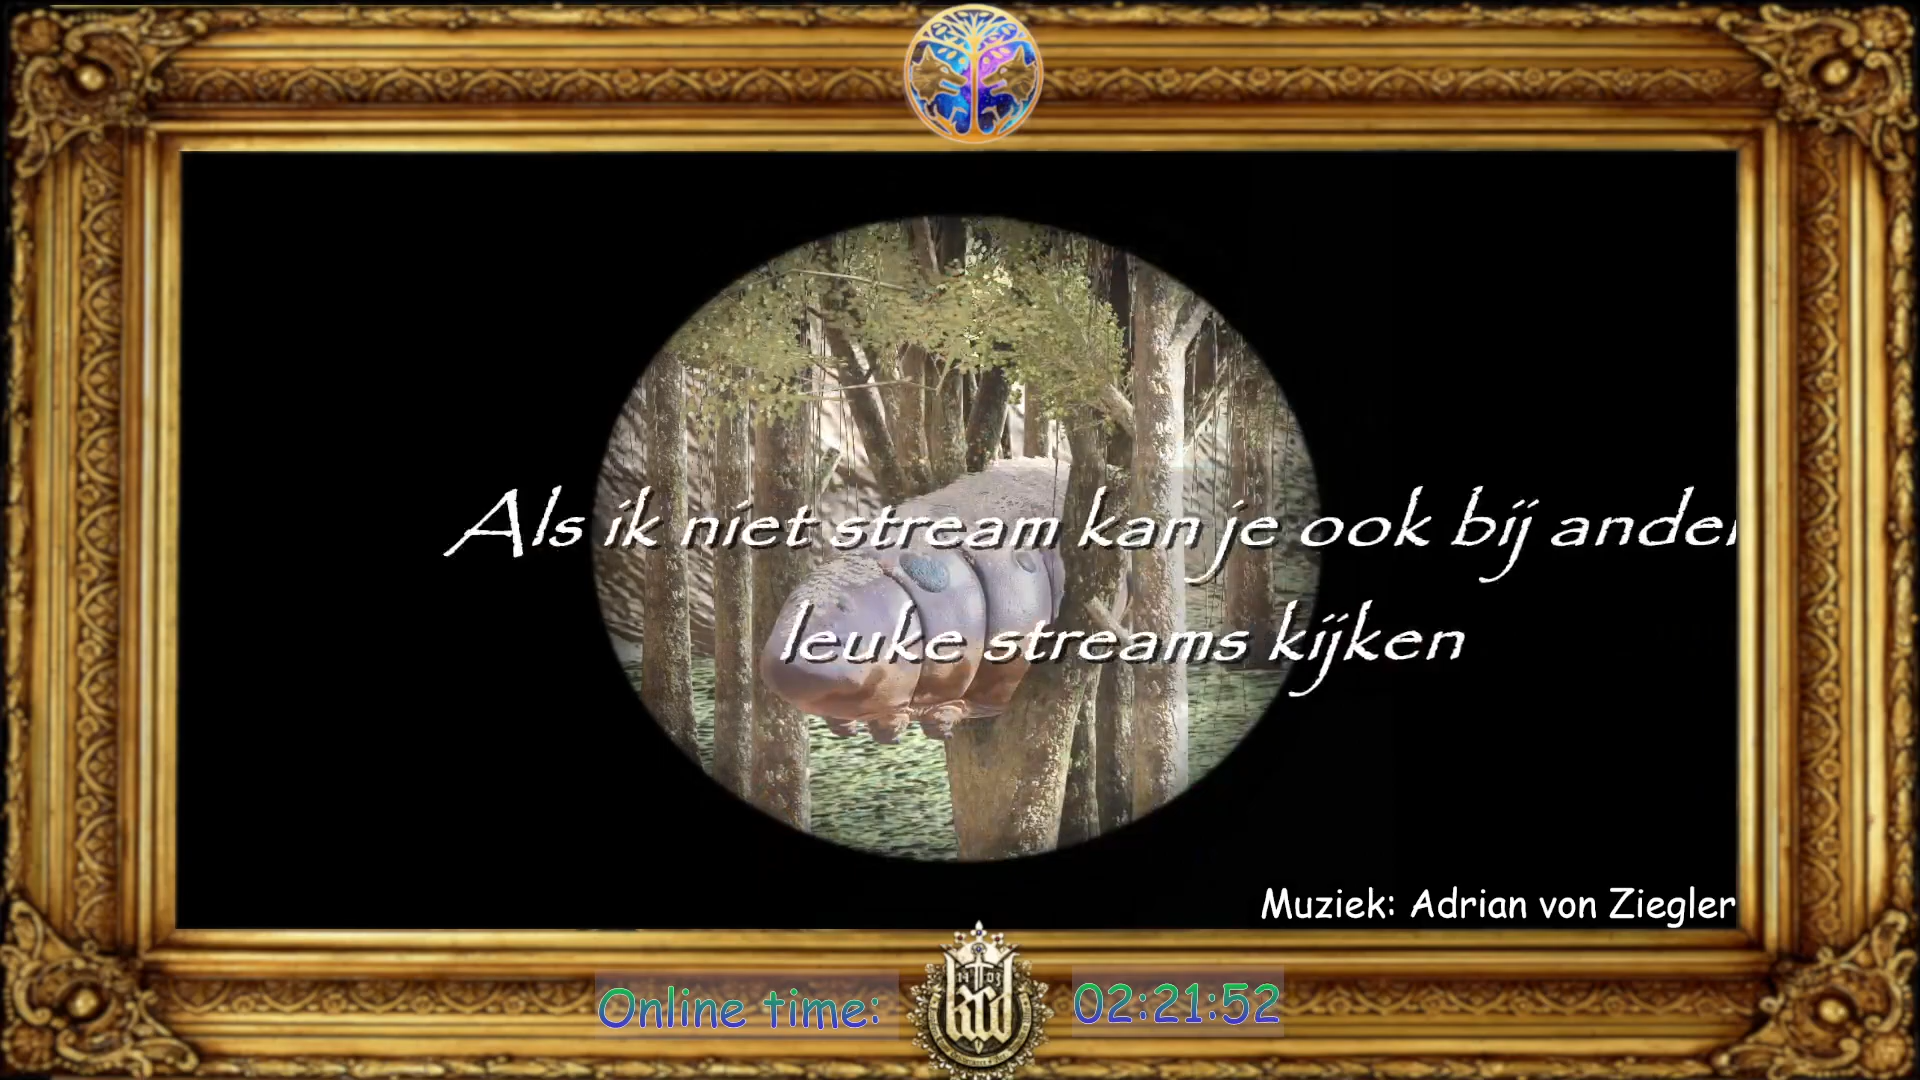 Als ik niet stream kan je ook bij
leuke streams kijken
Muziek: Adrian von Ziegler
Online time: 02:21:52